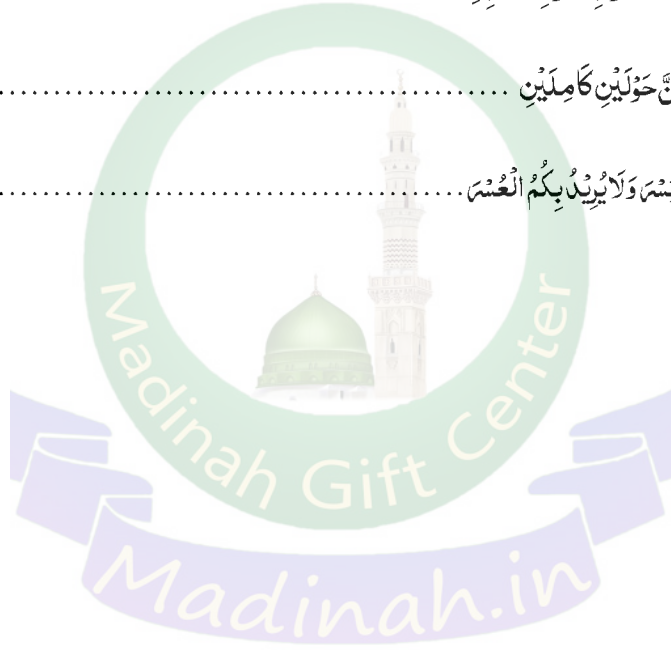 حَوْلَيْنِ كَامِلَيْنِ ........................................
وَلَا يُرِيْدُ بِكُمُ الْعُسْرَ ........................................
Madinah Gift Center
Madinah.in